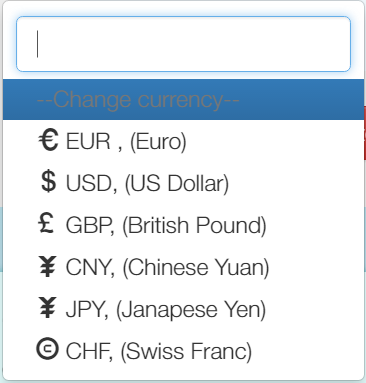 --Change currency--
€ EUR , (Euro)
$ USD, (US Dollar)
£ GBP, (British Pound)
¥ CNY, (Chinese Yuan)
¥ JPY, (Janapese Yen)
© CHF, (Swiss Franc)